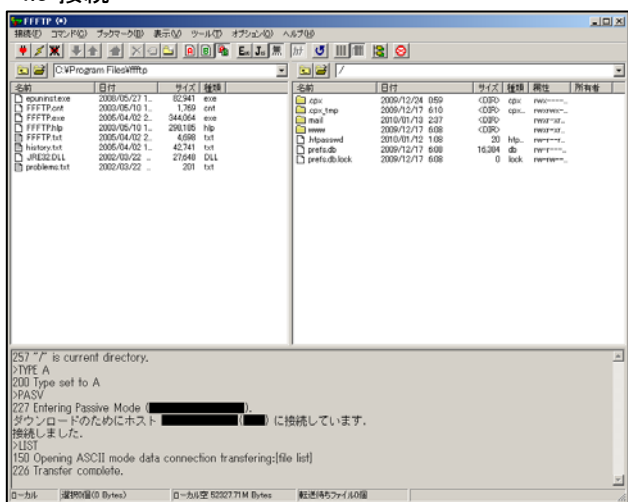 FFFTP (*)
接続(F) コマンド(C) ブックマーク(B) 表示(V) ツール(T) オプション(O) ヘルプ(H)
C:¥Program Files¥ffftp
/
名前 日付 サイズ 種類
epuninst.exe 2008/05/27 1... 82,941 exe
FFFTP.cnt 2003/05/10 1... 1,769 cnt
FFFTP.exe 2005/04/02 2... 344,064 exe
FFFTP.hlp 2003/05/10 1... 298,185 hlp
FFFTP.txt 2005/04/02 2... 4,698 txt
history.txt 2005/04/02 1... 42,741 txt
JRE32.DLL 2002/03/22 ... 27,648 DLL
problems.txt 2002/03/22 ... 201 txt
名前 日付 サイズ 種類 属性 所有者
.cpx 2009/12/24 0:59 <DIR> cpx rwx----...
.cpx_tmp 2009/12/17 6:10 <DIR> cpx...
mail 2010/01/13 2:37 <DIR>
www 2009/12/17 6:08 <DIR>
.htpasswd 2010/01/12 1:08 20 htp... rw-r--r...
prefs.db 2009/12/17 6:08 16,384 db rw-r---...
prefs.db.lock 2009/12/17 6:08 0 lock rw-rw-...
257 "/" is current directory.
>TYPE A
200 Type set to A
>PASV
227 Entering Passive Mode ( ).
ダウンロードのためにホスト ( ) に接続しています.
接続しました.
>LIST
150 Opening ASCII mode data connection transfering:[file list]
226 Transfer complete.
ローカル 選択0個(0 Bytes) ローカル空 52327.71M Bytes 転送待ちファイル0個